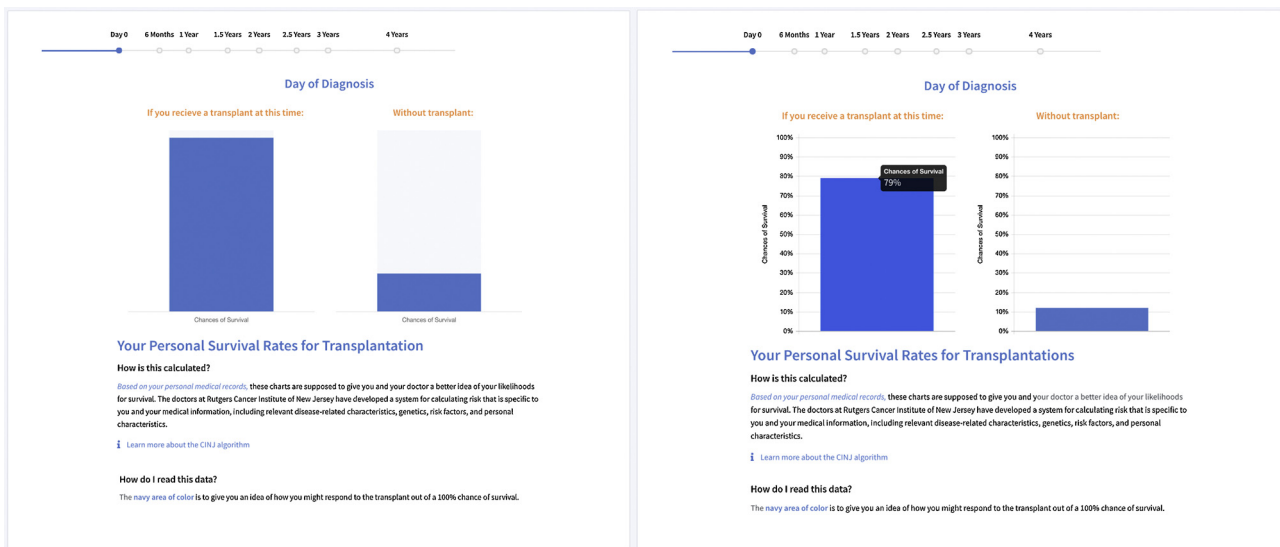 Day 0 6 Months 1 Year 1.5 Years 2 Years 2.5 Years 3 Years 4 Years
Day of Diagnosis
If you recieve a transplant at this time:
Without transplant:
Chances of Survival
Chances of Survival
Your Personal Survival Rates for Transplantation
How is this calculated?
Based on your personal medical records, these charts are supposed to give you and your doctor a better idea of your likelihoods
for survival. The doctors at Rutgers Cancer Institute of New Jersey have developed a system for calculating risk that is specific to
you and your medical information, including relevant disease-related characteristics, genetics, risk factors, and personal
characteristics.
i Learn more about the CINJ algorithm
How do I read this data?
The navy area of color is to give you an idea of how you might respond to the transplant out of a 100% chance of survival.
Day 0 6 Months 1 Year 1.5 Years 2 Years 2.5 Years 3 Years 4 Years
Day of Diagnosis
If you receive a transplant at this time:
100%
90%
80%
70%
60%
50%
40%
30%
20%
10%
0%
Chances of Survival
Chances of Survival
79%
Without transplant:
100%
90%
80%
70%
60%
50%
40%
30%
20%
10%
0%
Chances of Survival
Your Personal Survival Rates for Transplantations
How is this calculated?
Based on your personal medical records, these charts are supposed to give you and your doctor a better idea of your likelihoods
for survival. The doctors at Rutgers Cancer Institute of New Jersey have developed a system for calculating risk that is specific to
you and your medical information, including relevant disease-related characteristics, genetics, risk factors, and personal
characteristics.
i Learn more about the CINJ algorithm
How do I read this data?
The navy area of color is to give you an idea of how you might respond to the transplant out of a 100% chance of survival.